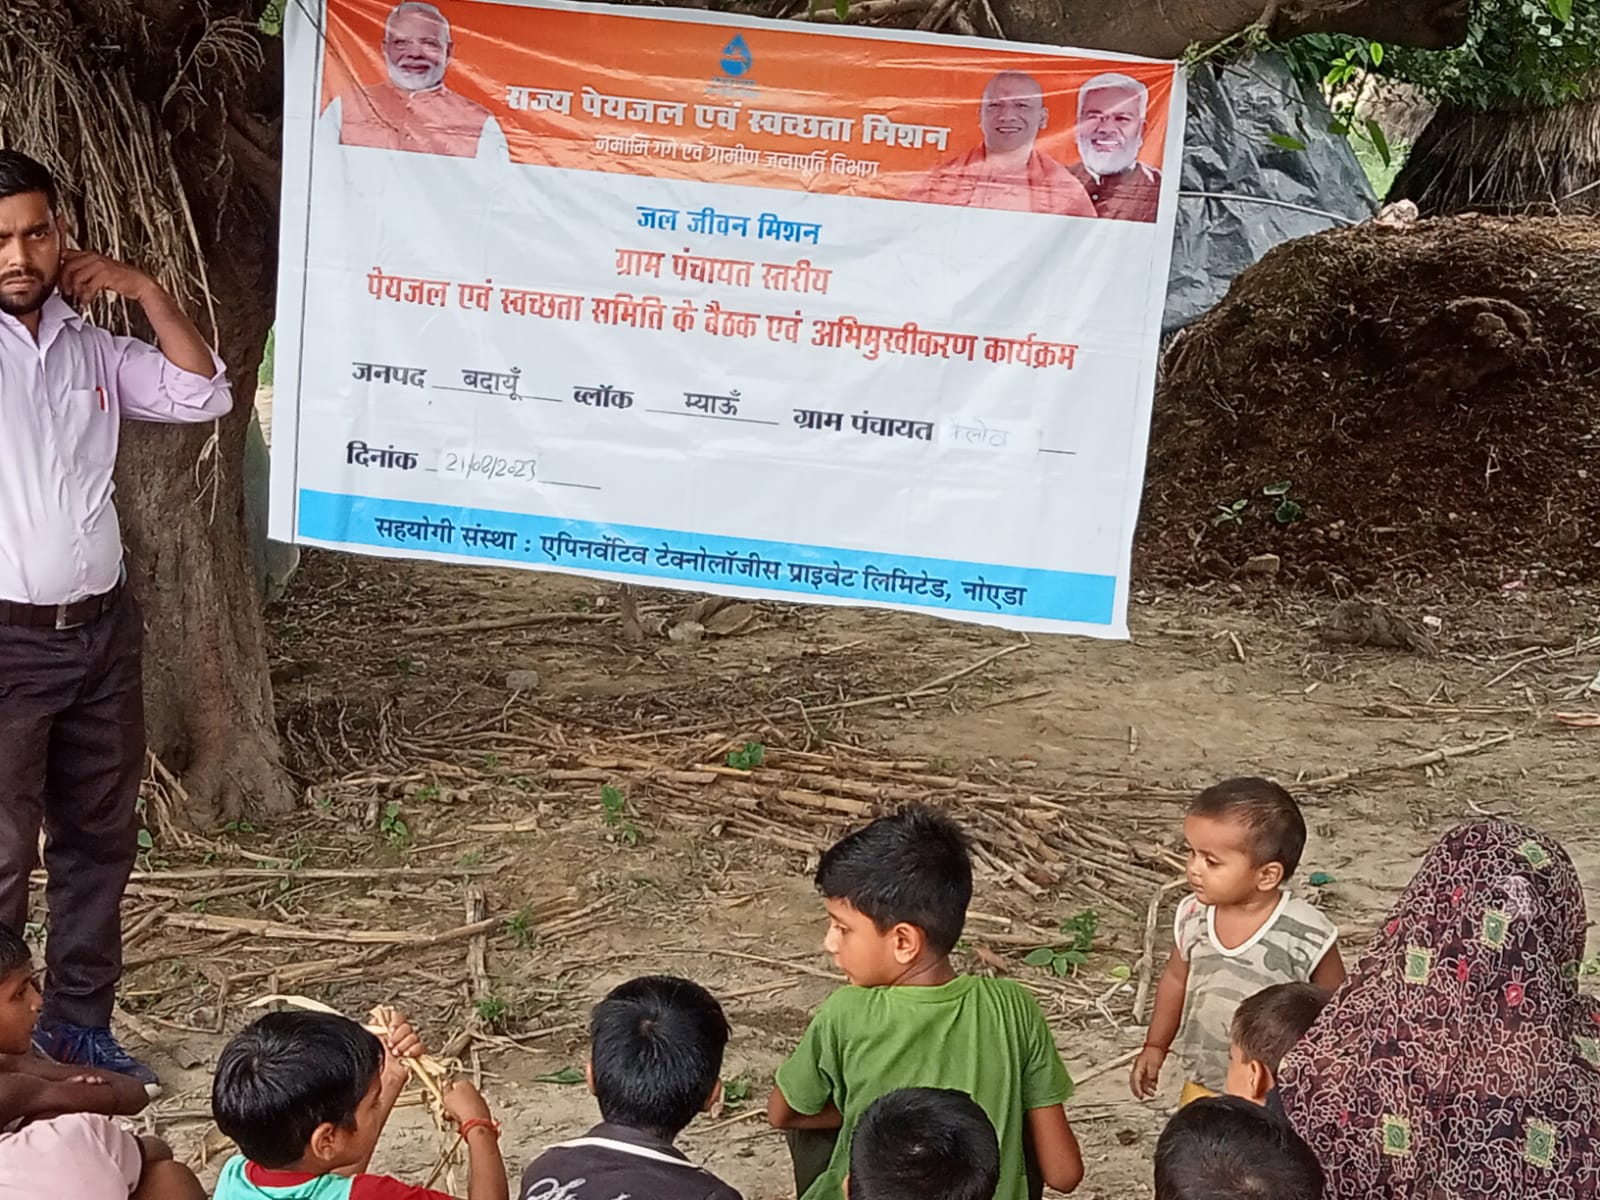 राज्य पेयजल एवं स्वच्छता मिशन
नमामि गंगे एवं ग्रामीण जलापूर्ति विभाग
जल जीवन मिशन
ग्राम पंचायत स्तरीय
पेयजल एवं स्वच्छता समिति के बैठक एवं अभिमुखीकरण कार्यक्रम
जनपद बदायूँ ब्लॉक म्याऊँ ग्राम पंचायत
दिनांक 21/08/2023
सहयोगी संस्था : एपिनवेंटिव टेक्नोलॉजीस प्राइवेट लिमिटेड, नोएडा